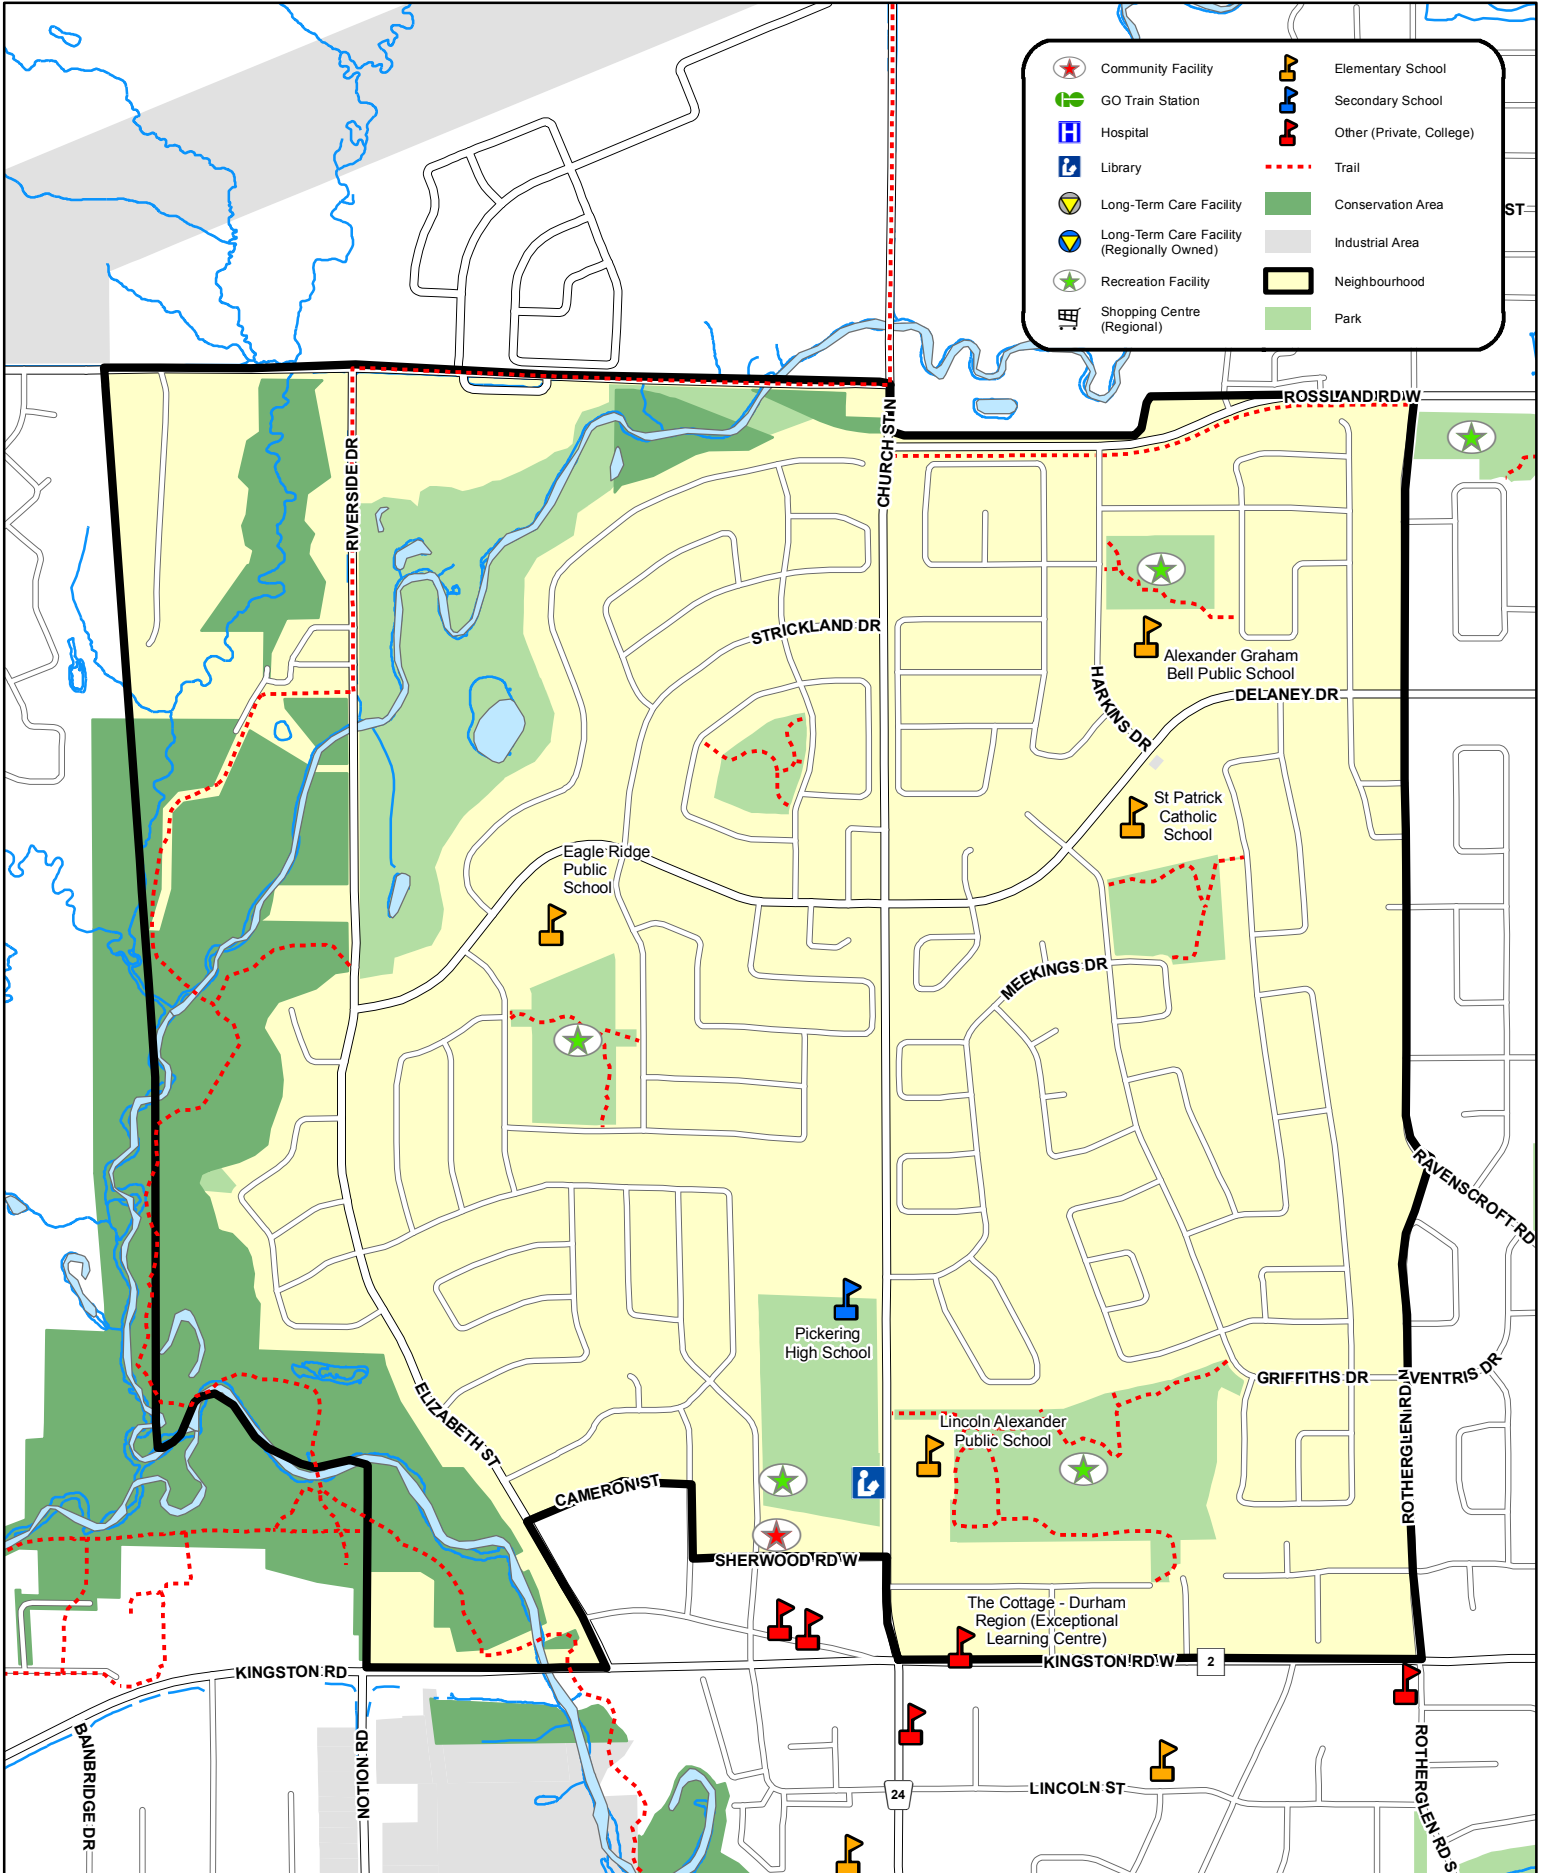 Community Facility
GO Train Station
Hospital
Library
Long-Term Care Facility
Long-Term Care Facility
(Regionally Owned)
Recreation Facility
Shopping Centre
(Regional)
Elementary School
Secondary School
Other (Private, College)
Trail
Conservation Area
Industrial Area
Neighbourhood
Park
ST
ROSSLAND RD W
CHURCH ST N
RIVERSIDE DR
STRICKLAND DR
Alexander Graham
Bell Public School
HARKINS DR
DELANEY DR
St Patrick
Catholic
School
Eagle Ridge
Public
School
MEEKINGS DR
RAVENSCROFT RD
Pickering
High School
GRIFFITHS DR
VENTRIS DR
ELIZABETH ST
Lincoln Alexander
Public School
ROTHERGLEN RD N
CAMERON ST
SHERWOOD RD W
The Cottage - Durham
Region (Exceptional
Learning Centre)
KINGSTON RD
KINGSTON RD W
2
BAINBRIDGE DR
NOTION RD
24
LINCOLN ST
ROTHERGLEN RD S